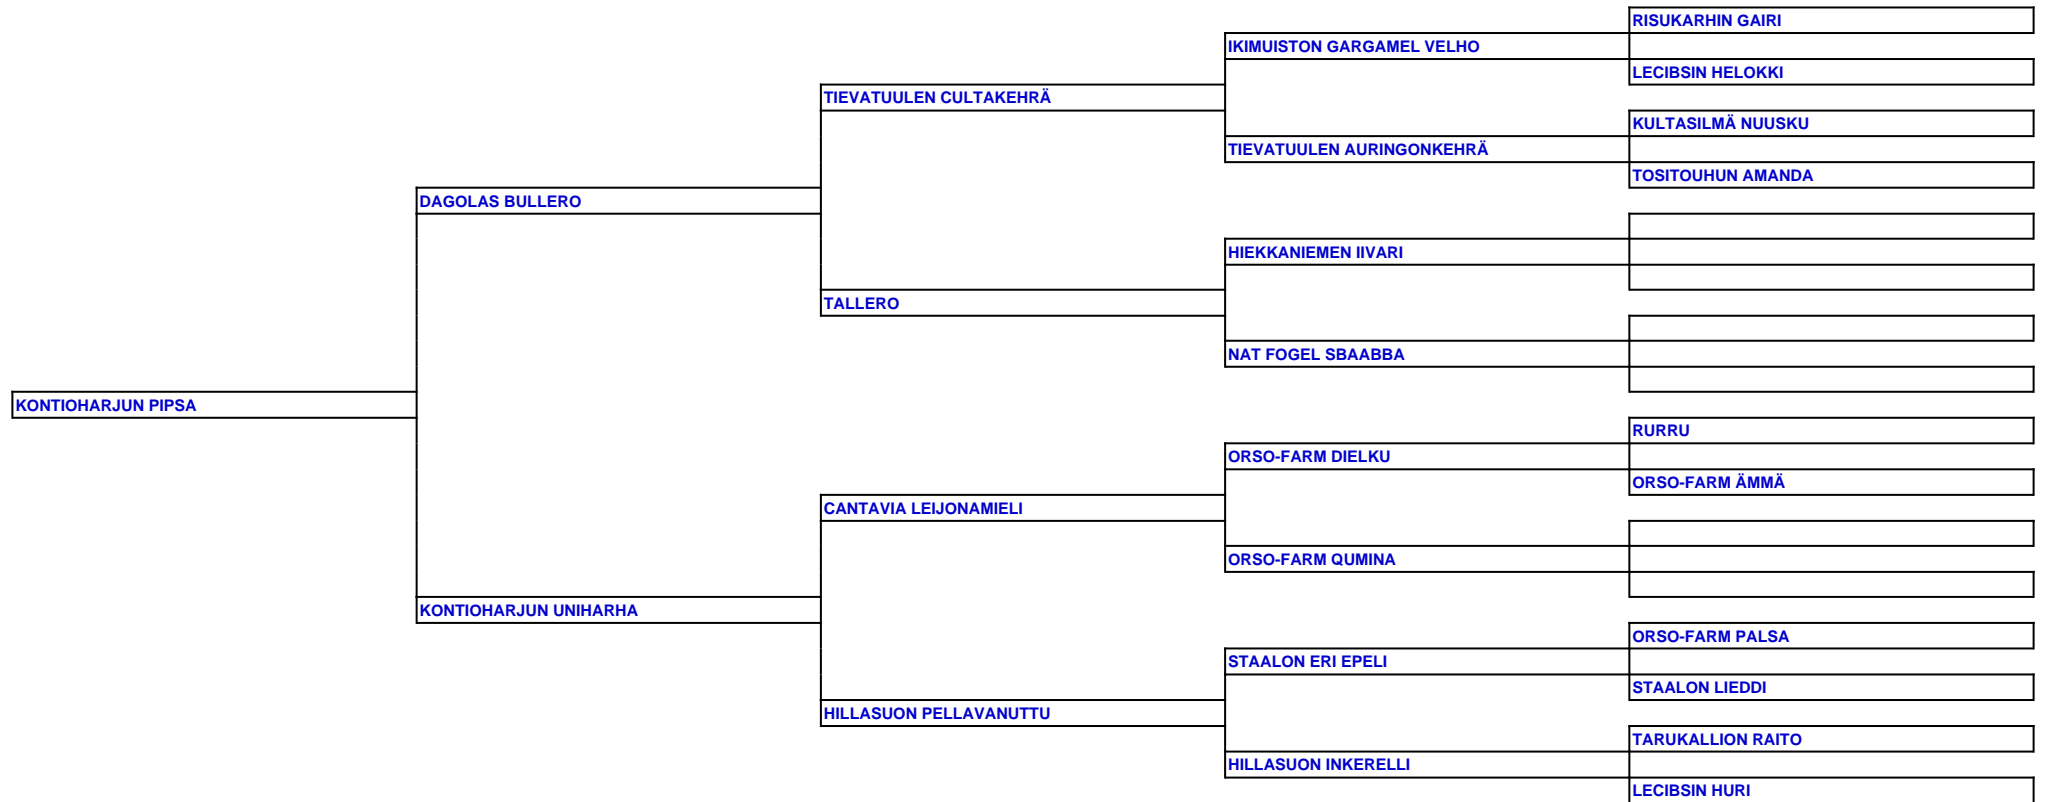 RISUKARHIN GAIRI
IKIMUISTON GARGAMEL VELHO
LECIBSIN HELOKKI
TIEVATUULEN CULTAKEHRÄ
KULTASILMÄ NUUSKU
TIEVATUULEN AURINGONKEHRÄ
TOSITOUHUN AMANDA
DAGOLAS BULLERO
HIEKKANIEMEN IIVARI
TALLERO
NAT FOGEL SBAABBA
KONTIOHARJUN PIPSA
RURRU
ORSO-FARM DIELKU
ORSO-FARM ÄMMÄ
CANTAVIA LEIJONAMIELI
ORSO-FARM QUMINA
KONTIOHARJUN UNIHARHA
ORSO-FARM PALSA
STAALON ERI EPELI
STAALON LIEDDI
HILLASUON PELLAVANUTTU
TARUKALLION RAITO
HILLASUON INKERELLI
LECIBSIN HURI